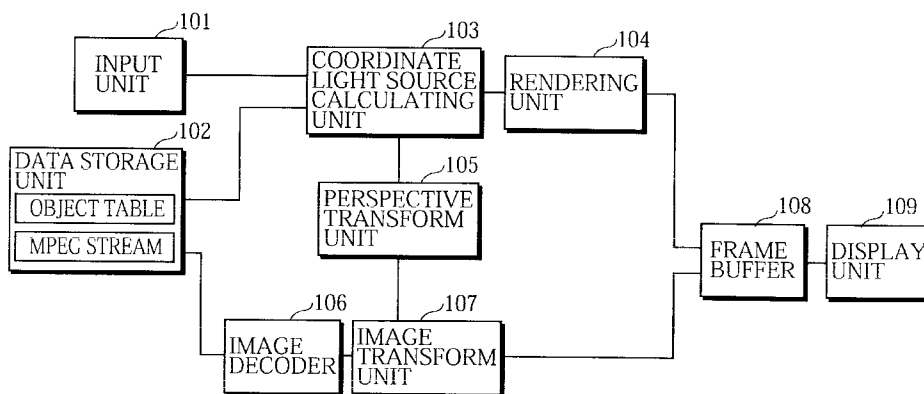 101
INPUT
UNIT
102
DATA STORAGE
UNIT
OBJECT TABLE
MPEG STREAM
103
COORDINATE
LIGHT SOURCE
CALCULATING
UNIT
104
RENDERING
UNIT
105
PERSPECTIVE
TRANSFORM
UNIT
106
IMAGE
DECODER
107
IMAGE
TRANSFORM
UNIT
108
FRAME
BUFFER
109
DISPLAY
UNIT